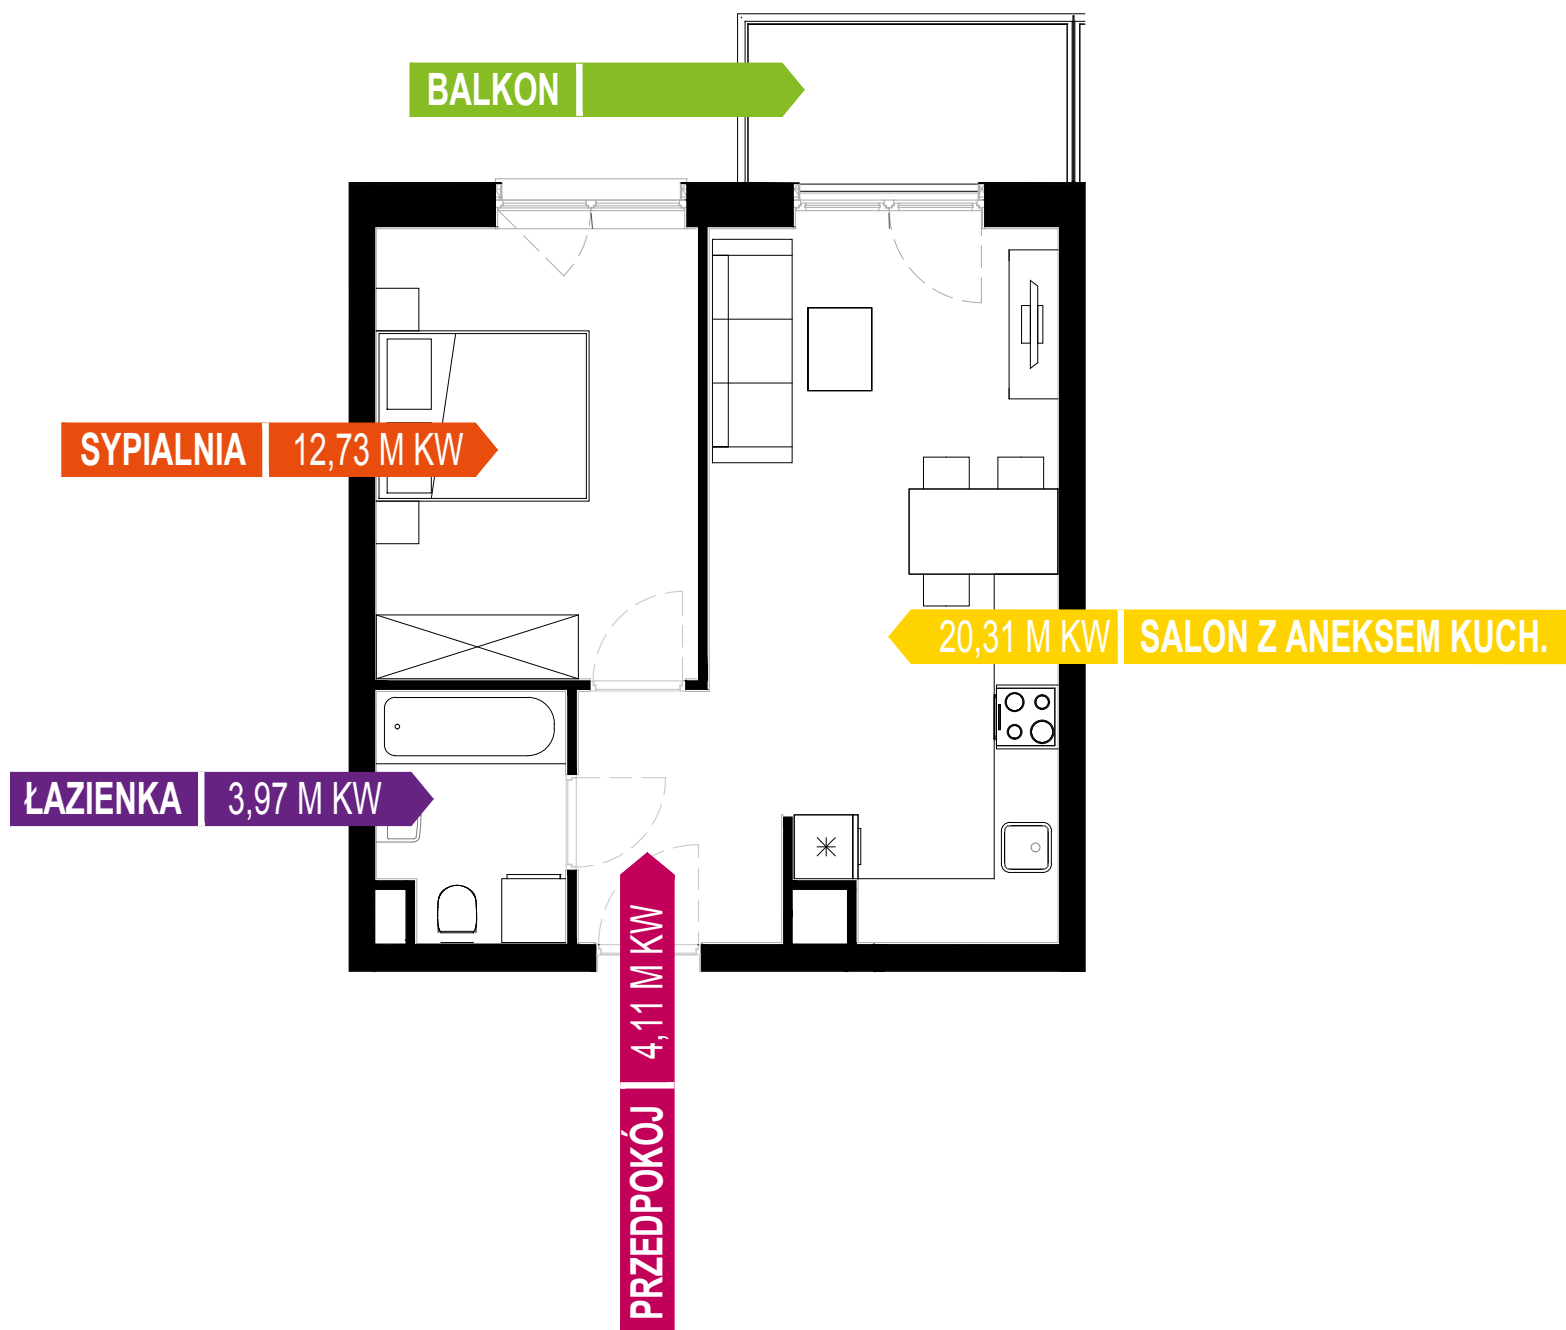 BALKON
SYPIALNIA 12,73 M KW
20,31 M KW SALON Z ANEKSEM KUCH.
ŁAZIENKA 3,97 M KW
PRZEDPOKÓJ 4,11 M KW